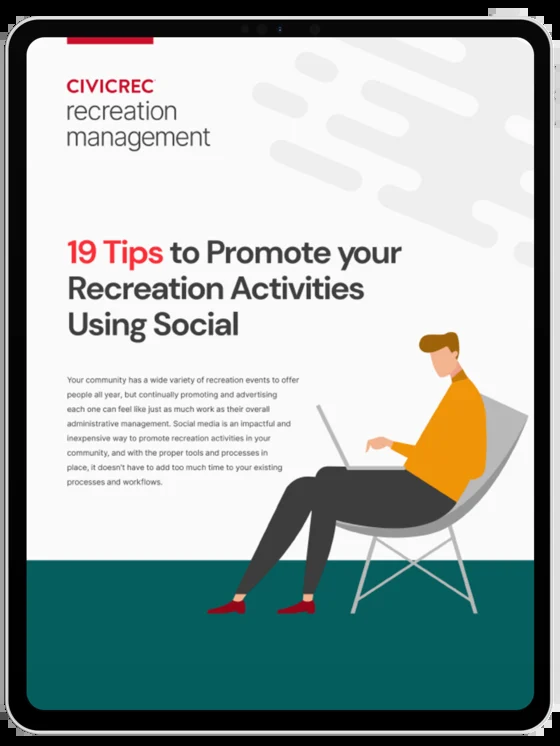 CIVICREC
recreation
management
19 Tips to Promote your
Recreation Activities
Using Social
Your community has a wide variety of recreation events to offer
people all year, but continually promoting and advertising
each one can feel like just as much work as their overall
administrative management. Social media is an impactful and
inexpensive way to promote recreation activities in your
community, and with the proper tools and processes in
place, it doesn't have to add too much time to your existing
processes and workflows.